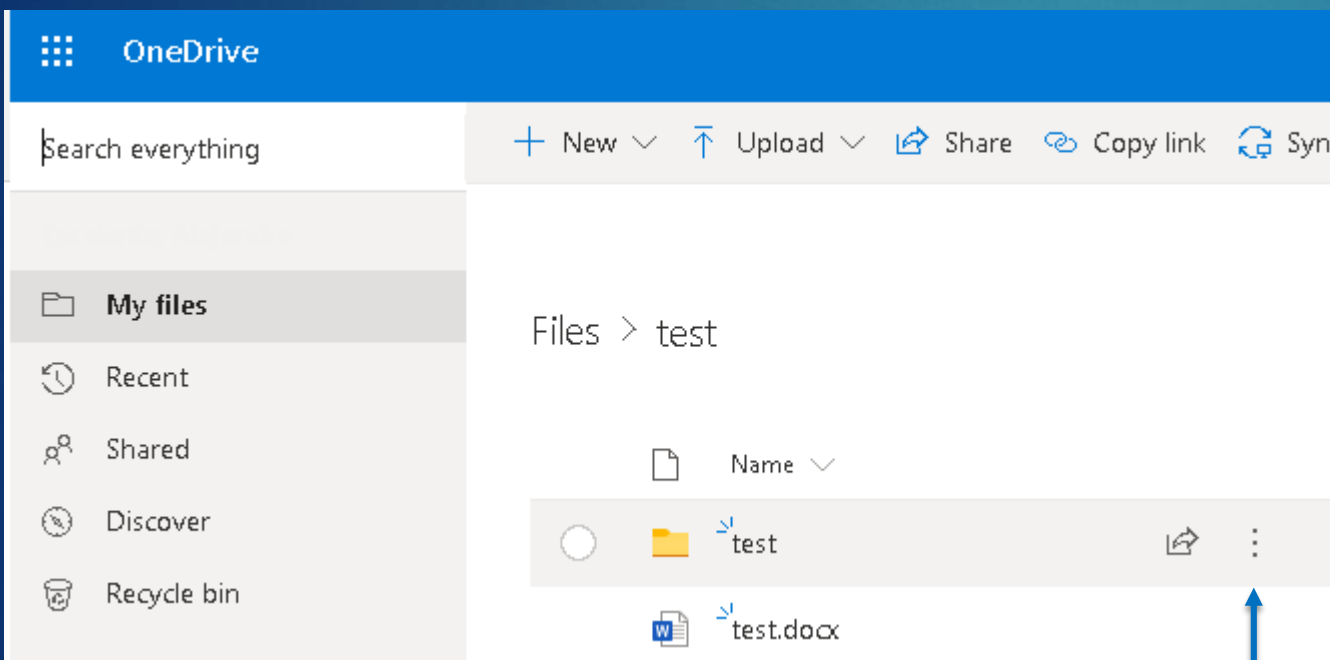 OneDrive
Search everything
New
Upload
Share
Copy link
Syn
My files
Recent
Shared
Discover
Recycle bin
Files > test
Name
test
test.docx